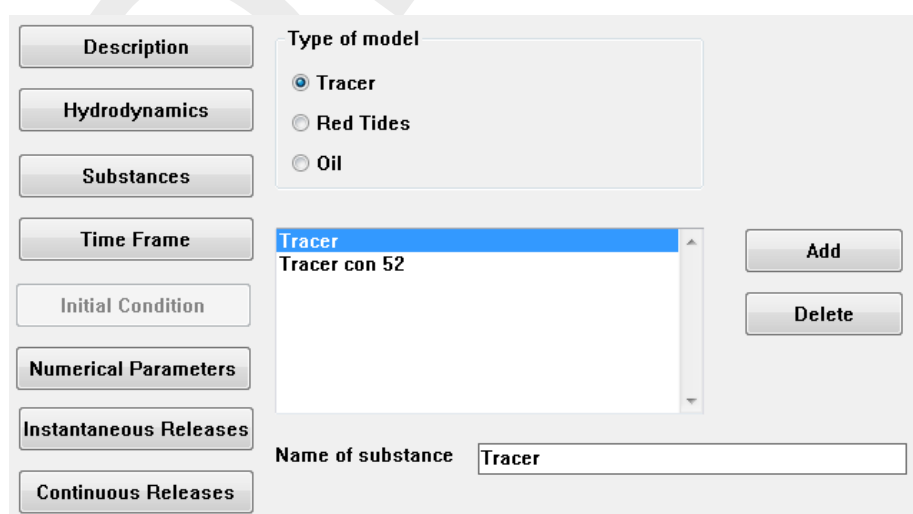 Description
Hydrodynamics
Substances
Time Frame
Initial Condition
Numerical Parameters
Instantaneous Releases
Continuous Releases
Type of model
Tracer
Red Tides
Oil
Tracer
Tracer con 52
Add
Delete
Name of substance
Tracer